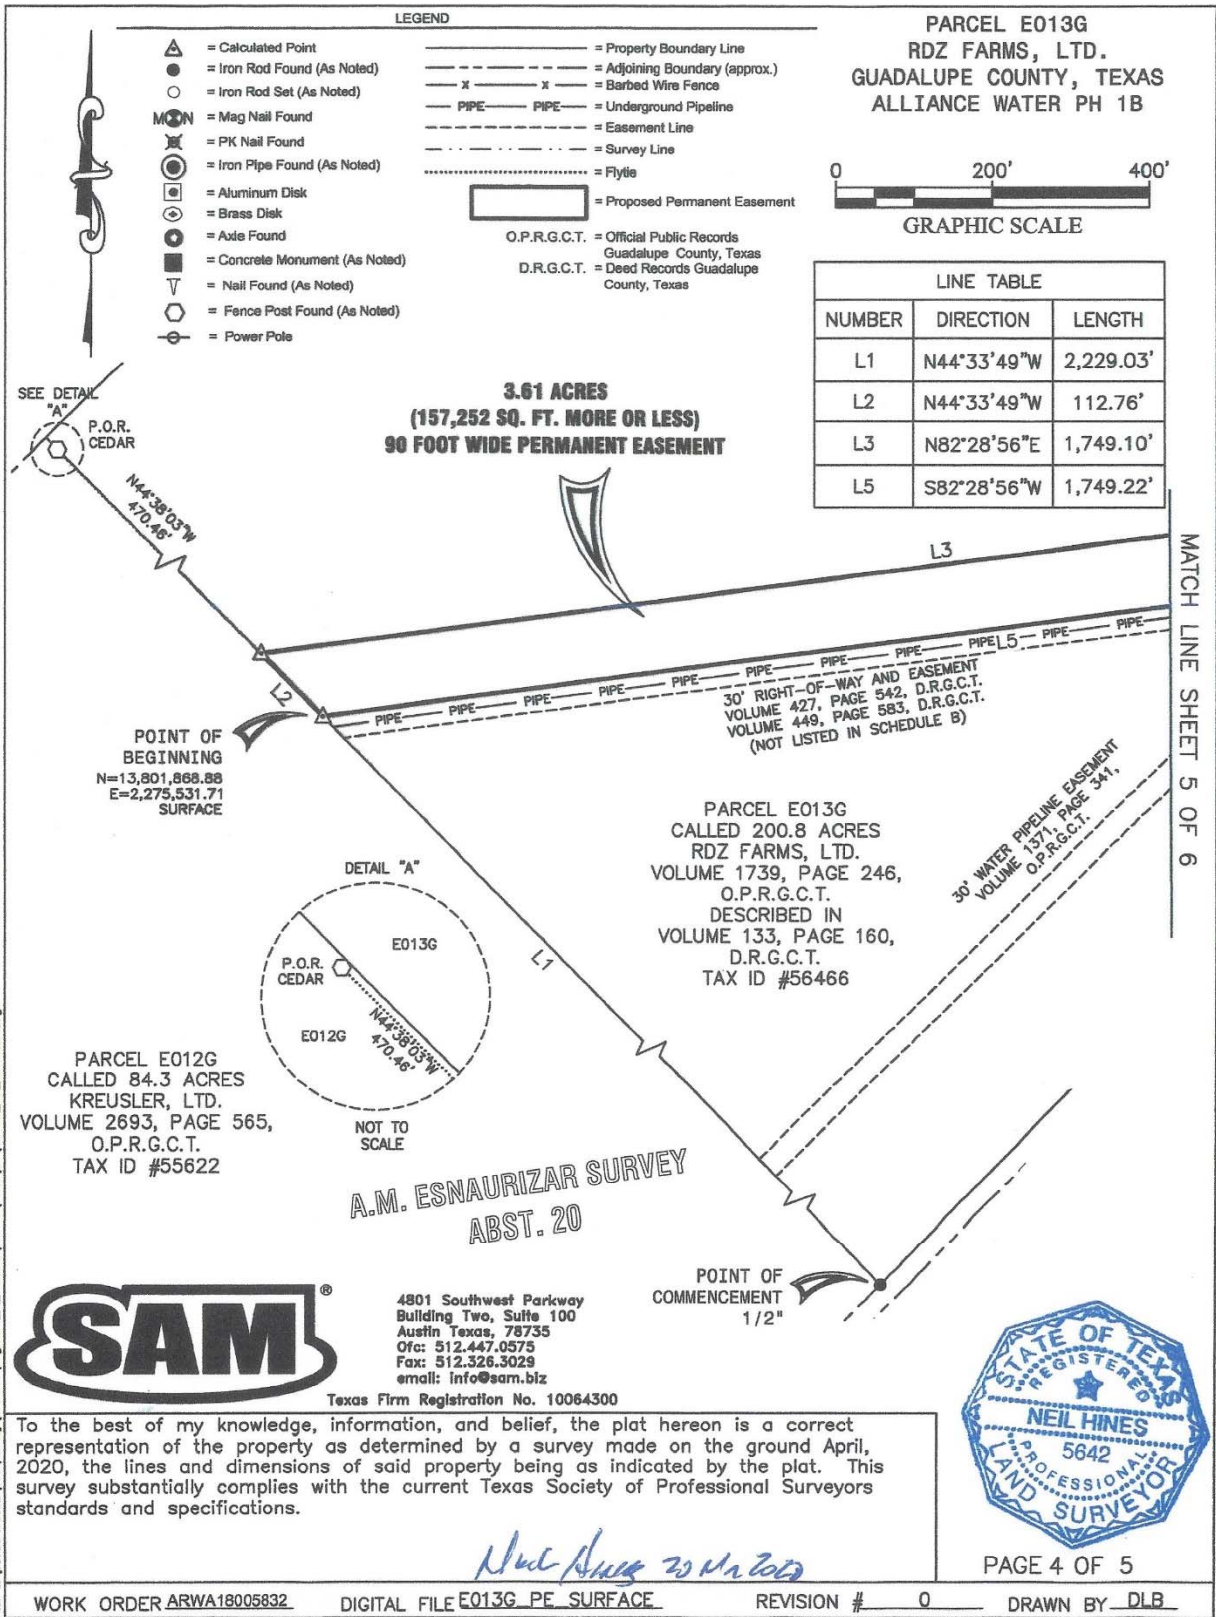 LEGEND
= Calculated Point
= Iron Rod Found (As Noted)
= Iron Rod Set (As Noted)
= Mag Nail Found
= PK Nail Found
= Iron Pipe Found (As Noted)
= Aluminum Disk
= Brass Disk
= Axle Found
= Concrete Monument (As Noted)
= Nail Found (As Noted)
= Fence Post Found (As Noted)
= Power Pole
= Property Boundary Line
= Adjoining Boundary (approx.)
X X = Barbed Wire Fence
PIPE PIPE = Underground Pipeline
= Easement Line
= Survey Line
= Flytie
= Proposed Permanent Easement
O.P.R.G.C.T. = Official Public Records
Guadalupe County, Texas
D.R.G.C.T. = Deed Records Guadalupe
County, Texas
PARCEL E013G
RDZ FARMS, LTD.
GUADALUPE COUNTY, TEXAS
ALLIANCE WATER PH 1B
0 200' 400'
GRAPHIC SCALE
LINE TABLE
NUMBER DIRECTION LENGTH
L1 N44°33'49"W 2,229.03'
L2 N44°33'49"W 112.76'
L3 N82°28'56"E 1,749.10'
L5 S82°28'56"W 1,749.22'
SEE DETAIL
"A"
P.O.R.
CEDAR
N44°38'03"W
470.46'
3.61 ACRES
(157,252 SQ. FT. MORE OR LESS)
90 FOOT WIDE PERMANENT EASEMENT
L3
MATCH LINE SHEET 5 OF 6
L2
PIPE PIPE PIPE PIPE PIPE PIPE PIPE PIPE L5 PIPE PIPE
30' RIGHT-OF-WAY AND EASEMENT
VOLUME 427, PAGE 542, D.R.G.C.T.
VOLUME 449, PAGE 583, D.R.G.C.T.
(NOT LISTED IN SCHEDULE B)
POINT OF
BEGINNING
N=13,801,868.88
E=2,275,531.71
SURFACE
30' WATER PIPELINE EASEMENT
VOLUME 1371, PAGE 341,
O.P.R.G.C.T.
PARCEL E013G
CALLED 200.8 ACRES
RDZ FARMS, LTD.
VOLUME 1739, PAGE 246,
O.P.R.G.C.T.
DESCRIBED IN
VOLUME 133, PAGE 160,
D.R.G.C.T.
TAX ID #56466
DETAIL "A"
E013G
P.O.R.
CEDAR
E012G
N44°38'03"W
470.46'
NOT TO
SCALE
L1
PARCEL E012G
CALLED 84.3 ACRES
KREUSLER, LTD.
VOLUME 2693, PAGE 565,
O.P.R.G.C.T.
TAX ID #55622
A.M. ESNAURIZAR SURVEY
ABST. 20
POINT OF
COMMENCEMENT
1/2"
SAM®
4801 Southwest Parkway
Building Two, Suite 100
Austin Texas, 78735
Ofc: 512.447.0575
Fax: 512.326.3029
email: info@sam.biz
Texas Firm Registration No. 10064300
STATE OF TEXAS
REGISTERED
NEIL HINES
5642
PROFESSIONAL
LAND SURVEYOR
To the best of my knowledge, information, and belief, the plat hereon is a correct
representation of the property as determined by a survey made on the ground April,
2020, the lines and dimensions of said property being as indicated by the plat. This
survey substantially complies with the current Texas Society of Professional Surveyors
standards and specifications.
PAGE 4 OF 5
WORK ORDER ARWA18005832 DIGITAL FILE E013G_PE_SURFACE REVISION # 0 DRAWN BY DLB